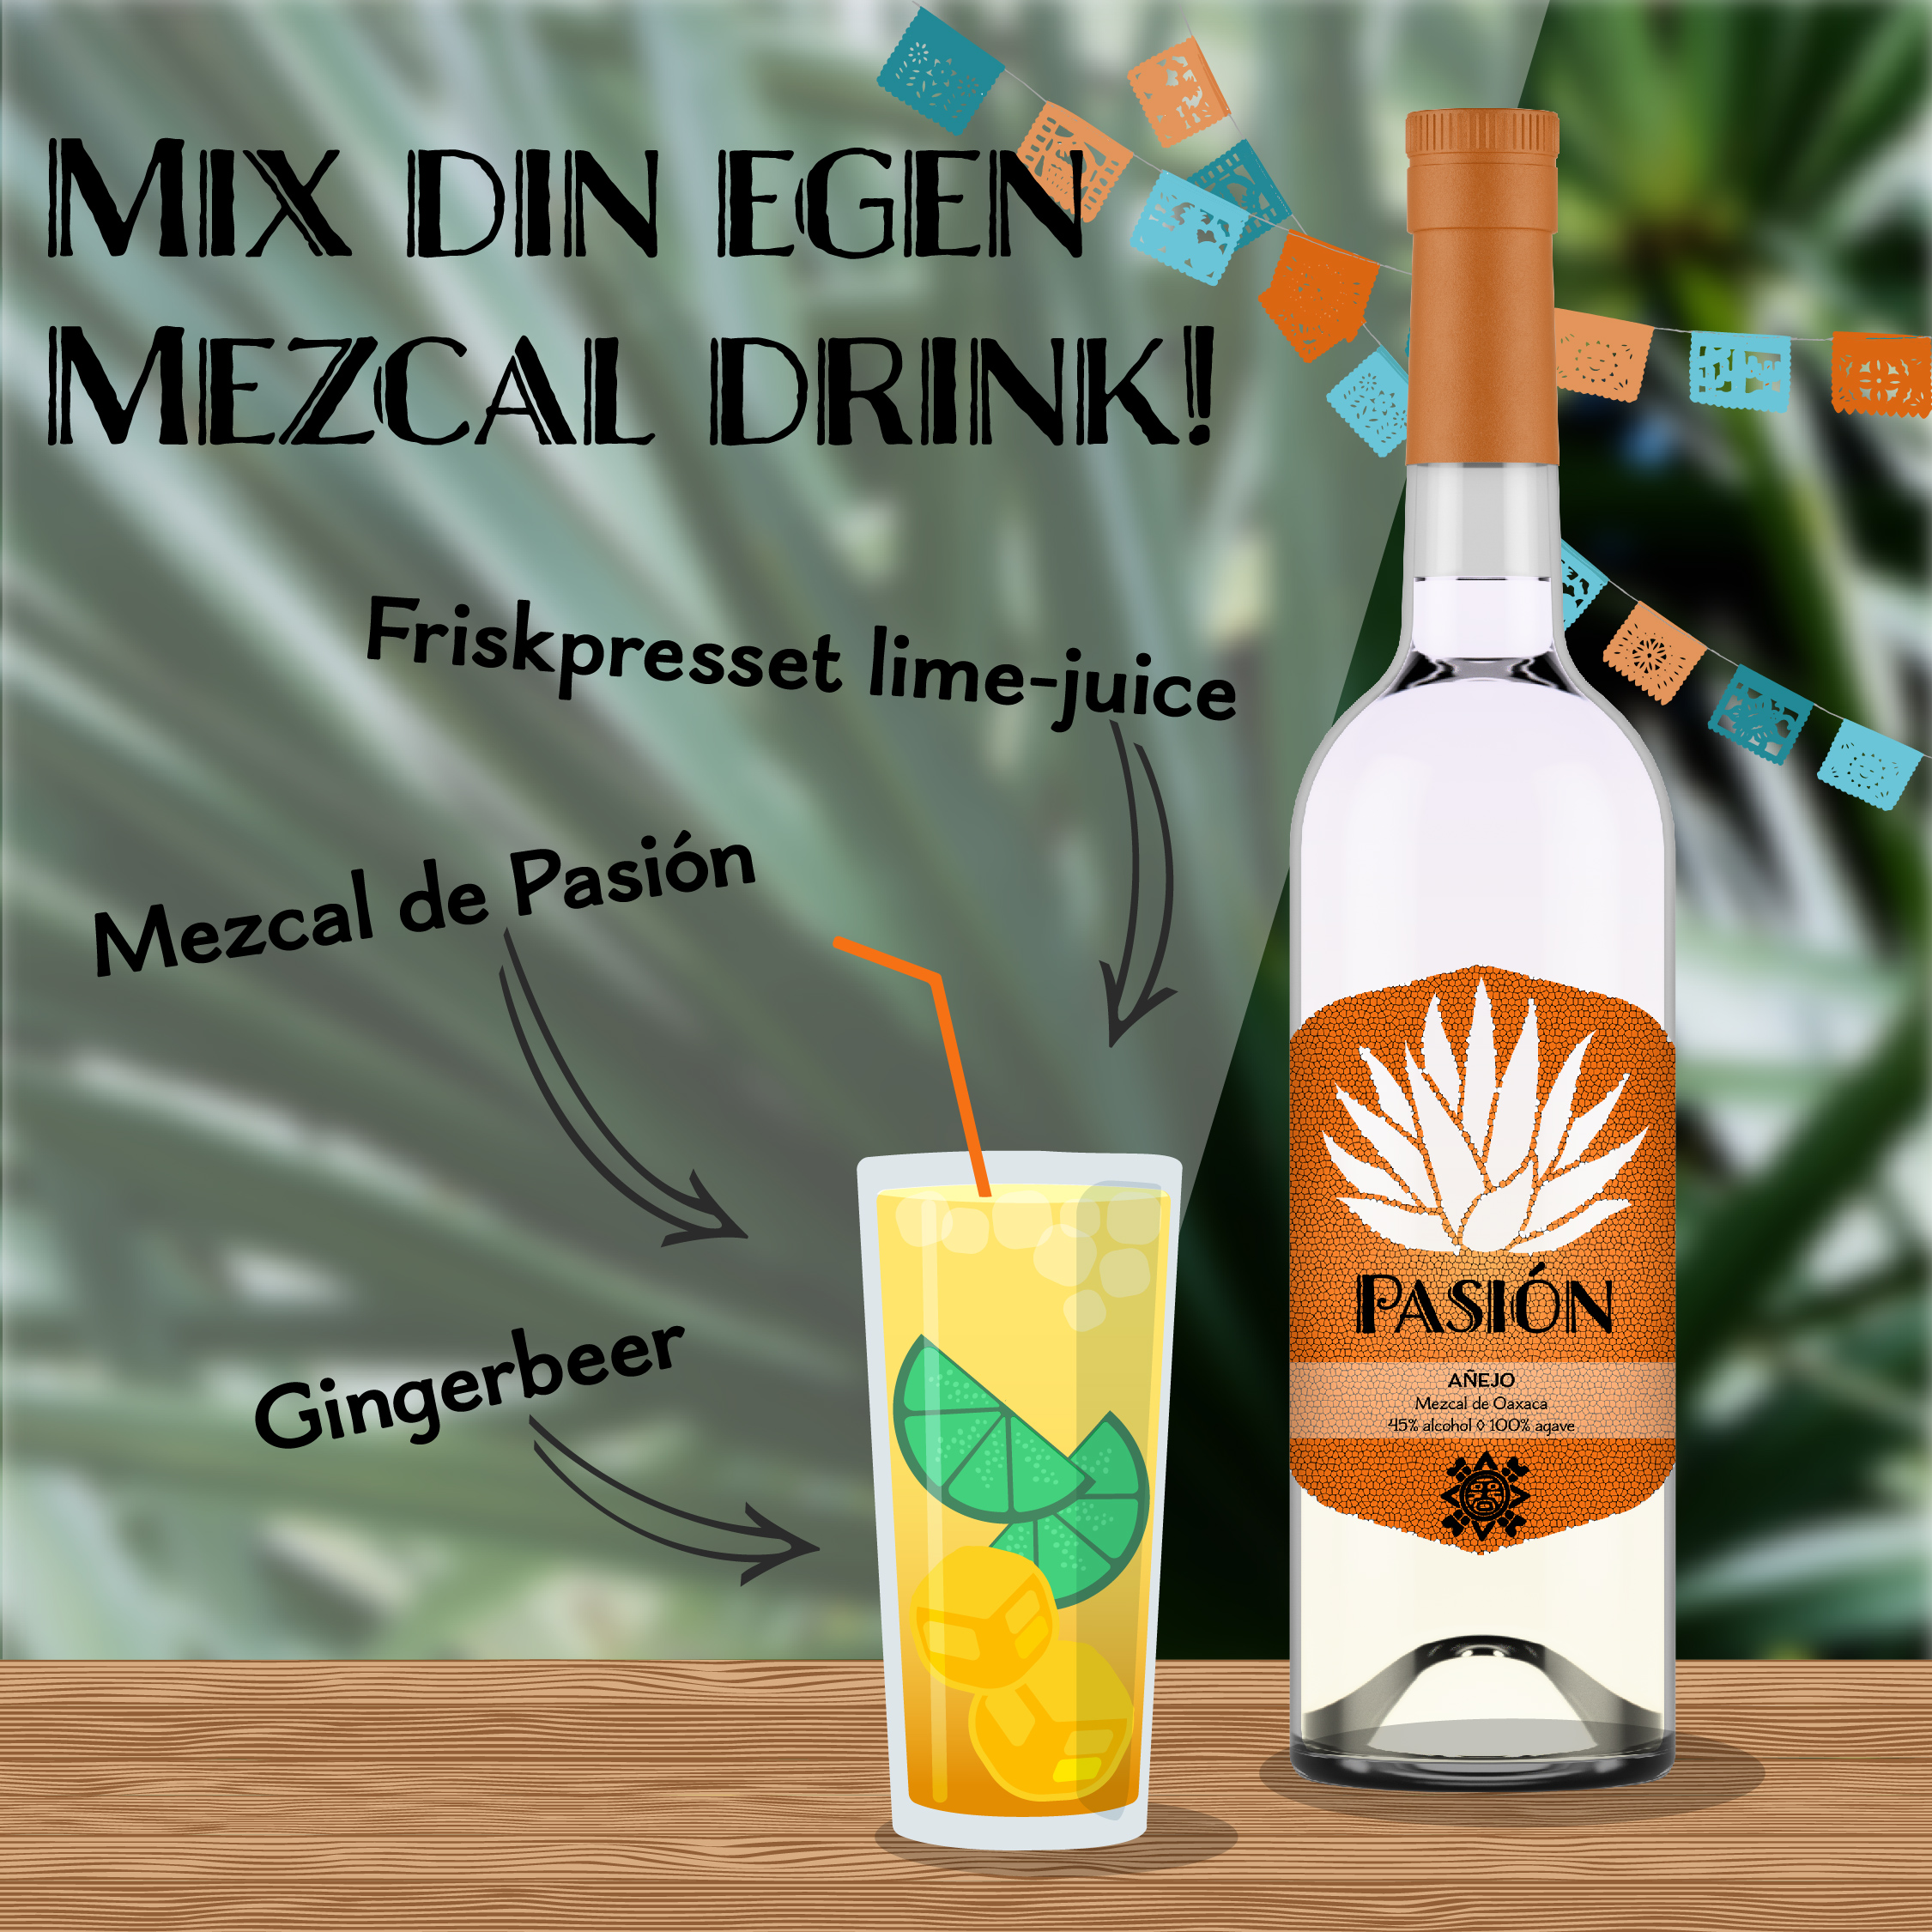 Mix din egen
Mezcal drink!
Friskpresset lime-juice
Mezcal de Pasión
Gingerbeer
Pasión
AÑEJO
Mezcal de Oaxaca
45% alcohol ◊ 100% agave